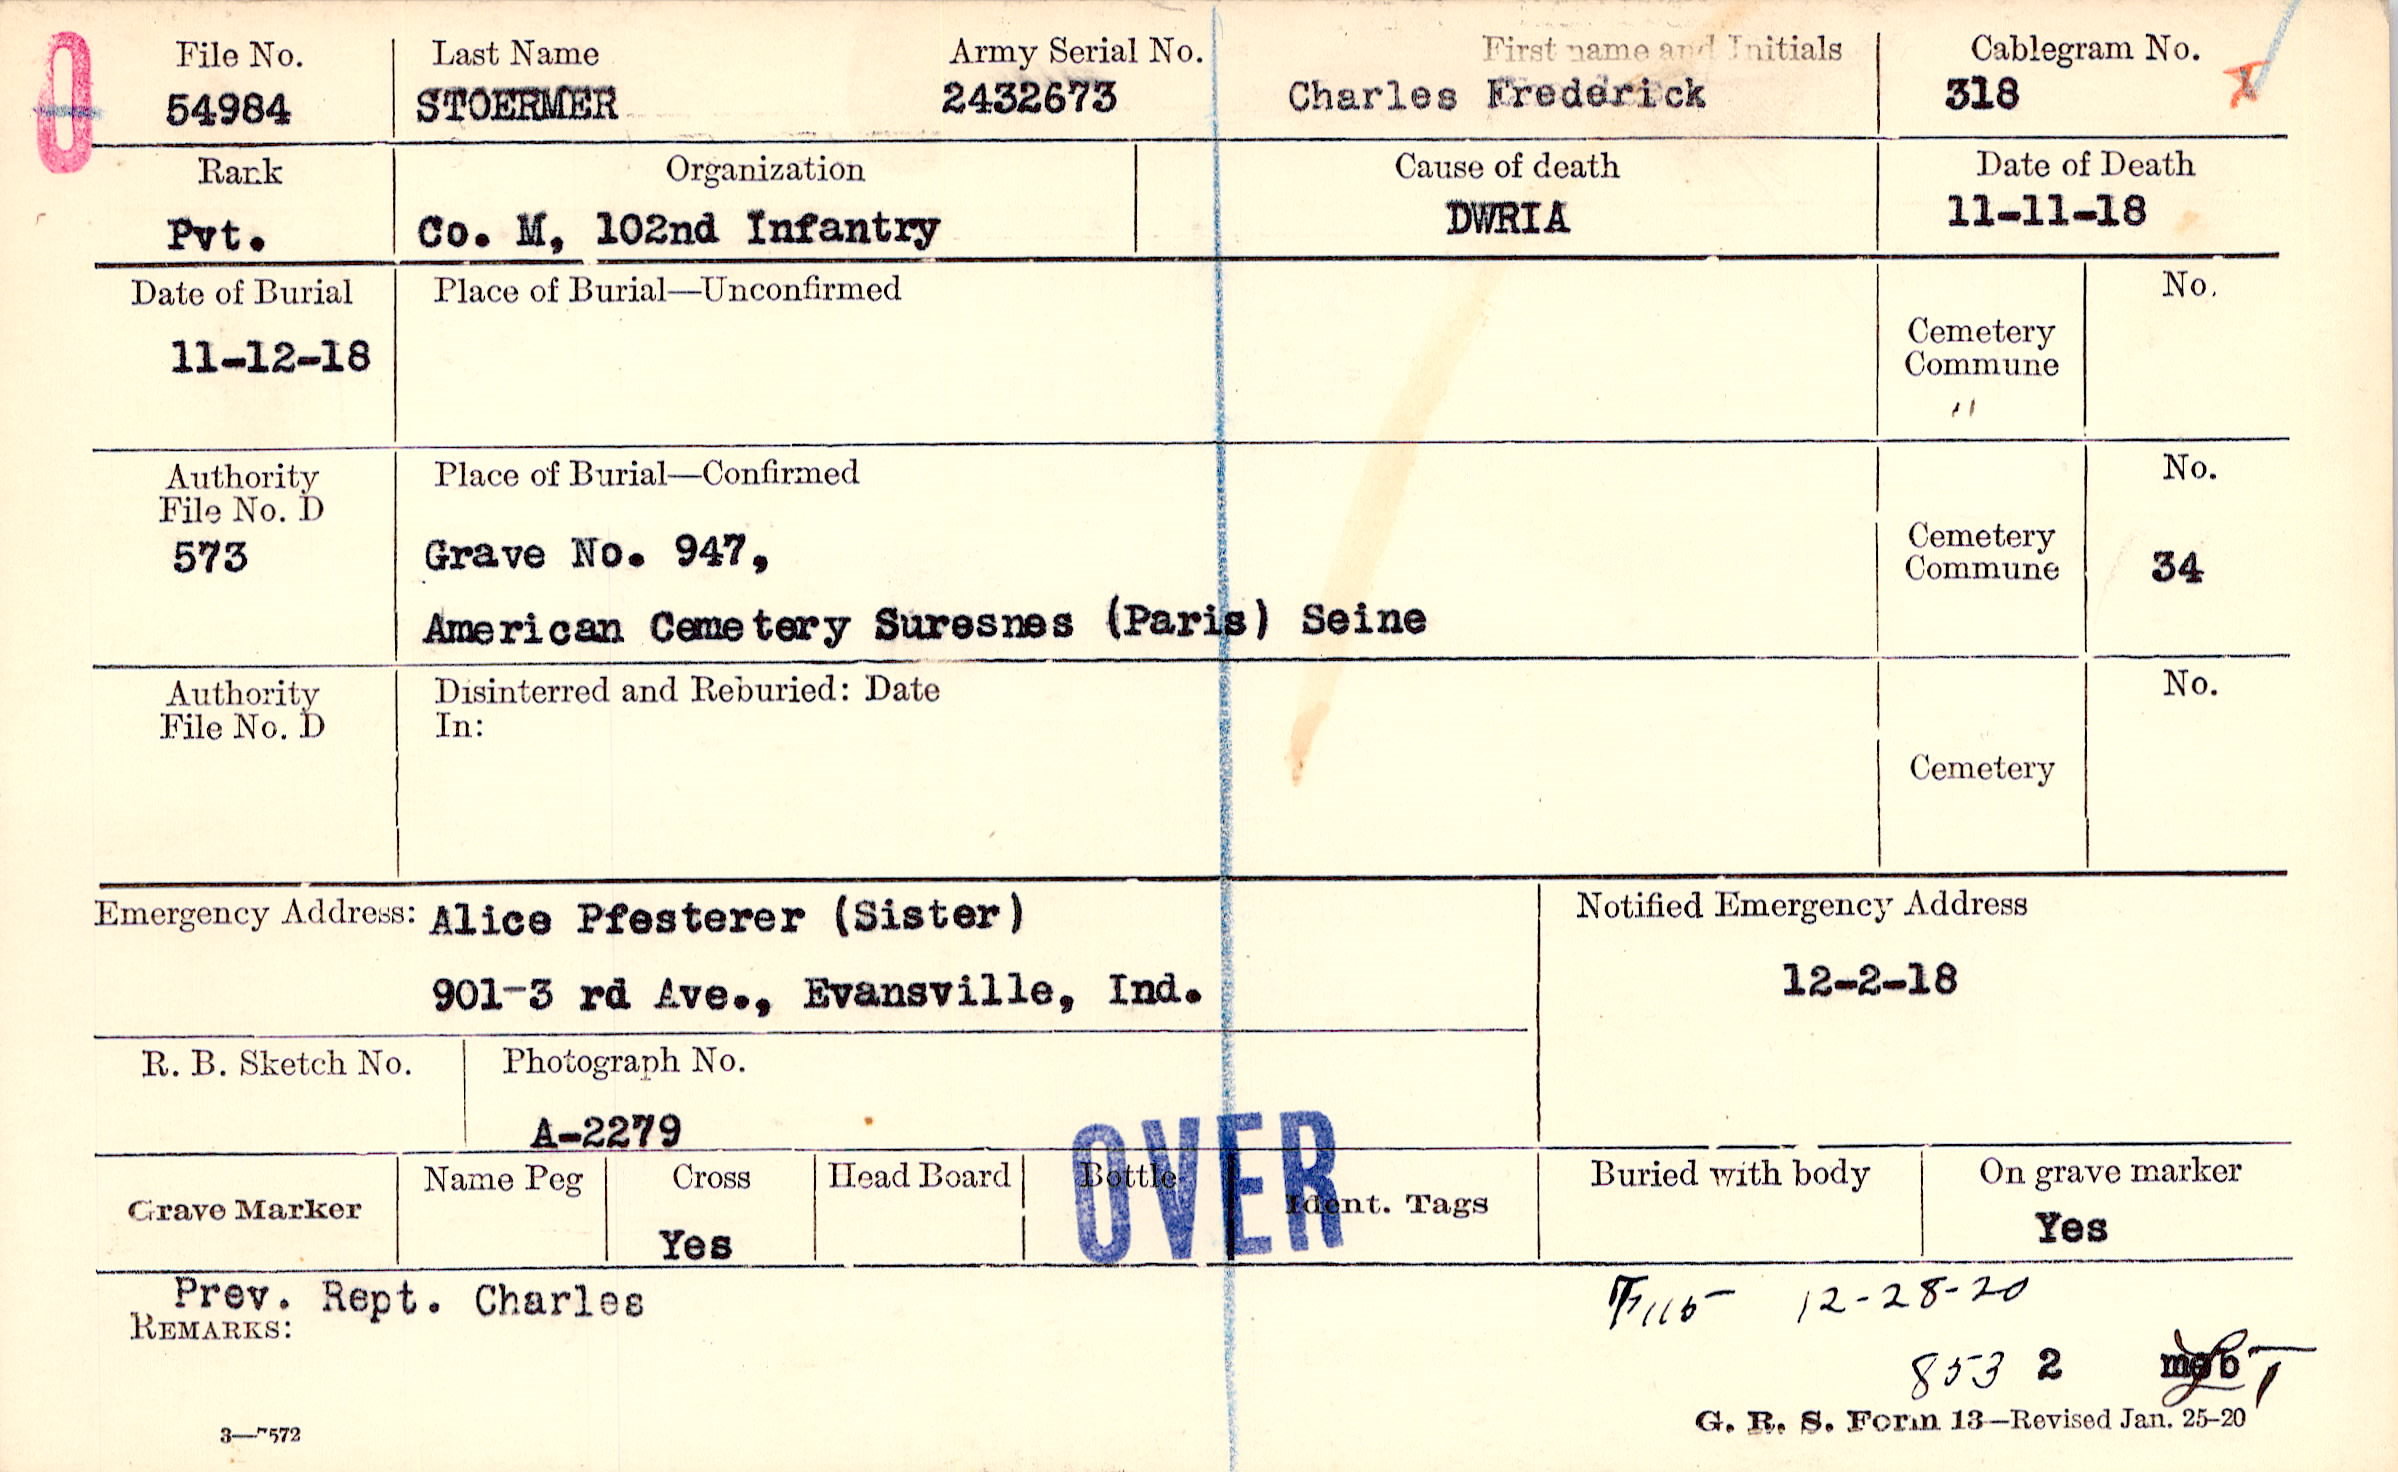 File No. Last Name Army Serial No. First name and Initials Cablegram No.
54984 STOERMER 2432673 Charles Frederick 318
Rank Organization Cause of death Date of Death
Pvt. Co. M, 102nd Infantry DWRIA 11-11-18
Date of Burial Place of Burial—Unconfirmed No.
11-12-18 Cemetery
Commune
Authority Place of Burial—Confirmed No.
File No. D
573 Grave No. 947, Cemetery
Commune 34
American Cemetery Suresnes (Paris) Seine
Authority Disinterred and Reburied: Date No.
File No. D In:
Cemetery
Emergency Address: Alice Pfesterer (Sister) Notified Emergency Address
901-3 rd Ave., Evansville, Ind. 12-2-18
R. B. Sketch No. Photograph No.
A-2279
OVER
Grave Marker Name Peg Cross Head Board Bottle Ident. Tags Buried with body On grave marker
Yes Yes
Prev. Rept. Charles 12-28-20
REMARKS:
853 2
3—7572 G. R. S. Form 13—Revised Jan. 25-20